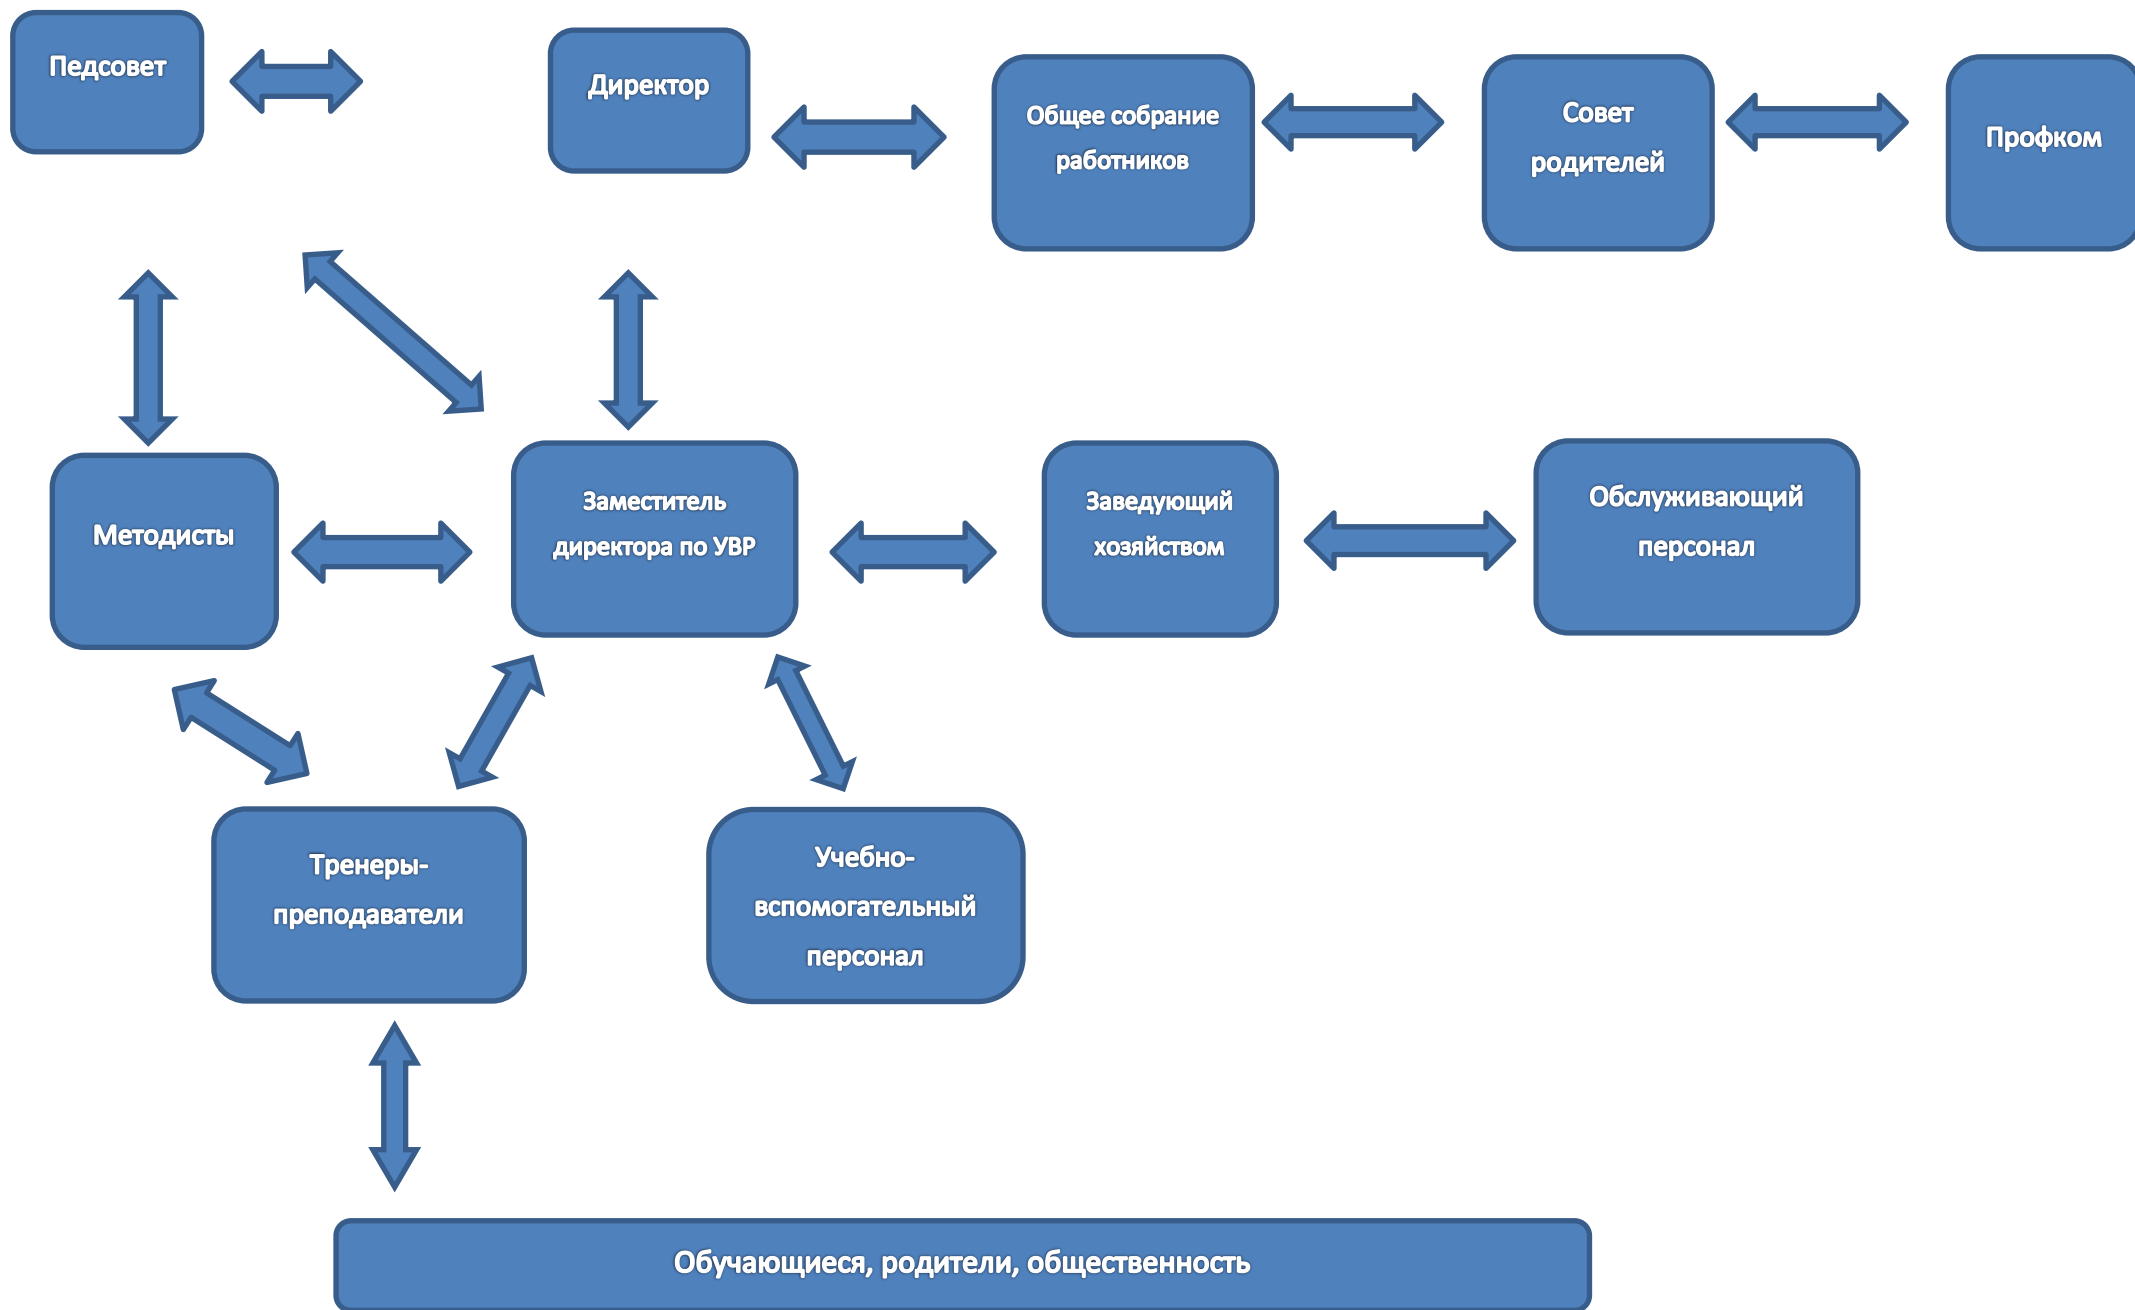 Педсовет
Директор
Общее собрание
работников
Совет
родителей
Профком
Методисты
Заместитель
директора по УВР
Заведующий
хозяйством
Обслуживающий
персонал
Тренеры-
преподаватели
Учебно-
вспомогательный
персонал
Обучающиеся, родители, общественность